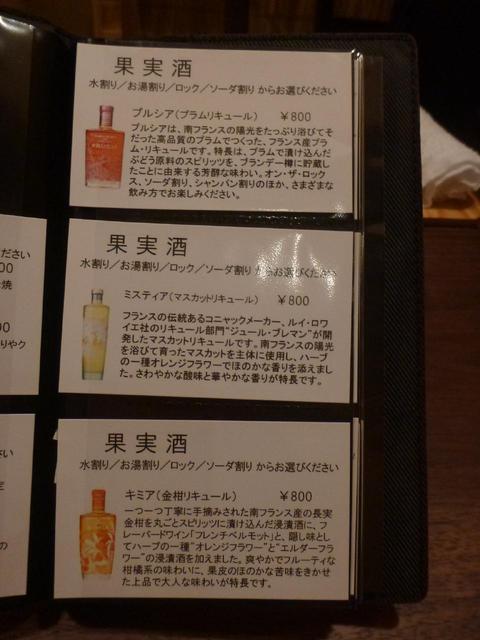 果実酒
水割り／お湯割り／ロック／ソーダ割り からお選びください
プルシア（プラムリキュール） ￥800
プルシアは、南フランスの陽光をたっぷり浴びてそ
だた高品質のプラムでつくった、フランス産プラ
ム・リキュールです。特長は、プラムで漬け込んだ
ぶどう原料のスピリッツを、ブランデー樽に貯蔵し
たことに由来する芳醇な味わい。オン・ザ・ロック
ス、ソーダ割り、シャンパン割りのほか、さまざまな
飲み方でお楽しみください。
果実酒
水割り／お湯割り／ロック／ソーダ割り からお選びください
ミスティア（マスカットリキュール） ￥800
フランスの伝統あるコニャックメーカー、ルイ・ロワ
イエ社のリキュール部門"ジュール・ブレマン"が開
発したマスカットリキュールです。南フランスの陽光
を浴びて育ったマスカットを主体に使用し、ハーブ
の一種オレンジフラワーでほのかな香りを添えまし
た。さわやかな酸味と華やかな香りが特長です。
果実酒
水割り／お湯割り／ロック／ソーダ割り からお選びください
キミア（金柑リキュール） ￥800
一つ一つ丁寧に手摘みされた南フランス産の長実
金柑を丸ごとスピリッツに漬け込んだ浸漬酒に、フ
レーバードワイン「フレンチベルモット」と、隠し味とし
てハーブの一種"オレンジフラワー"と"エルダーフラ
ワー"の浸漬酒を加えました。爽やかでフルーティな
柑橘系の味わいに、果皮のほのかな苦味をきかせ
た上品で大人な味わいが特長です。
ださい
00
焼
00
りやク
さい
の